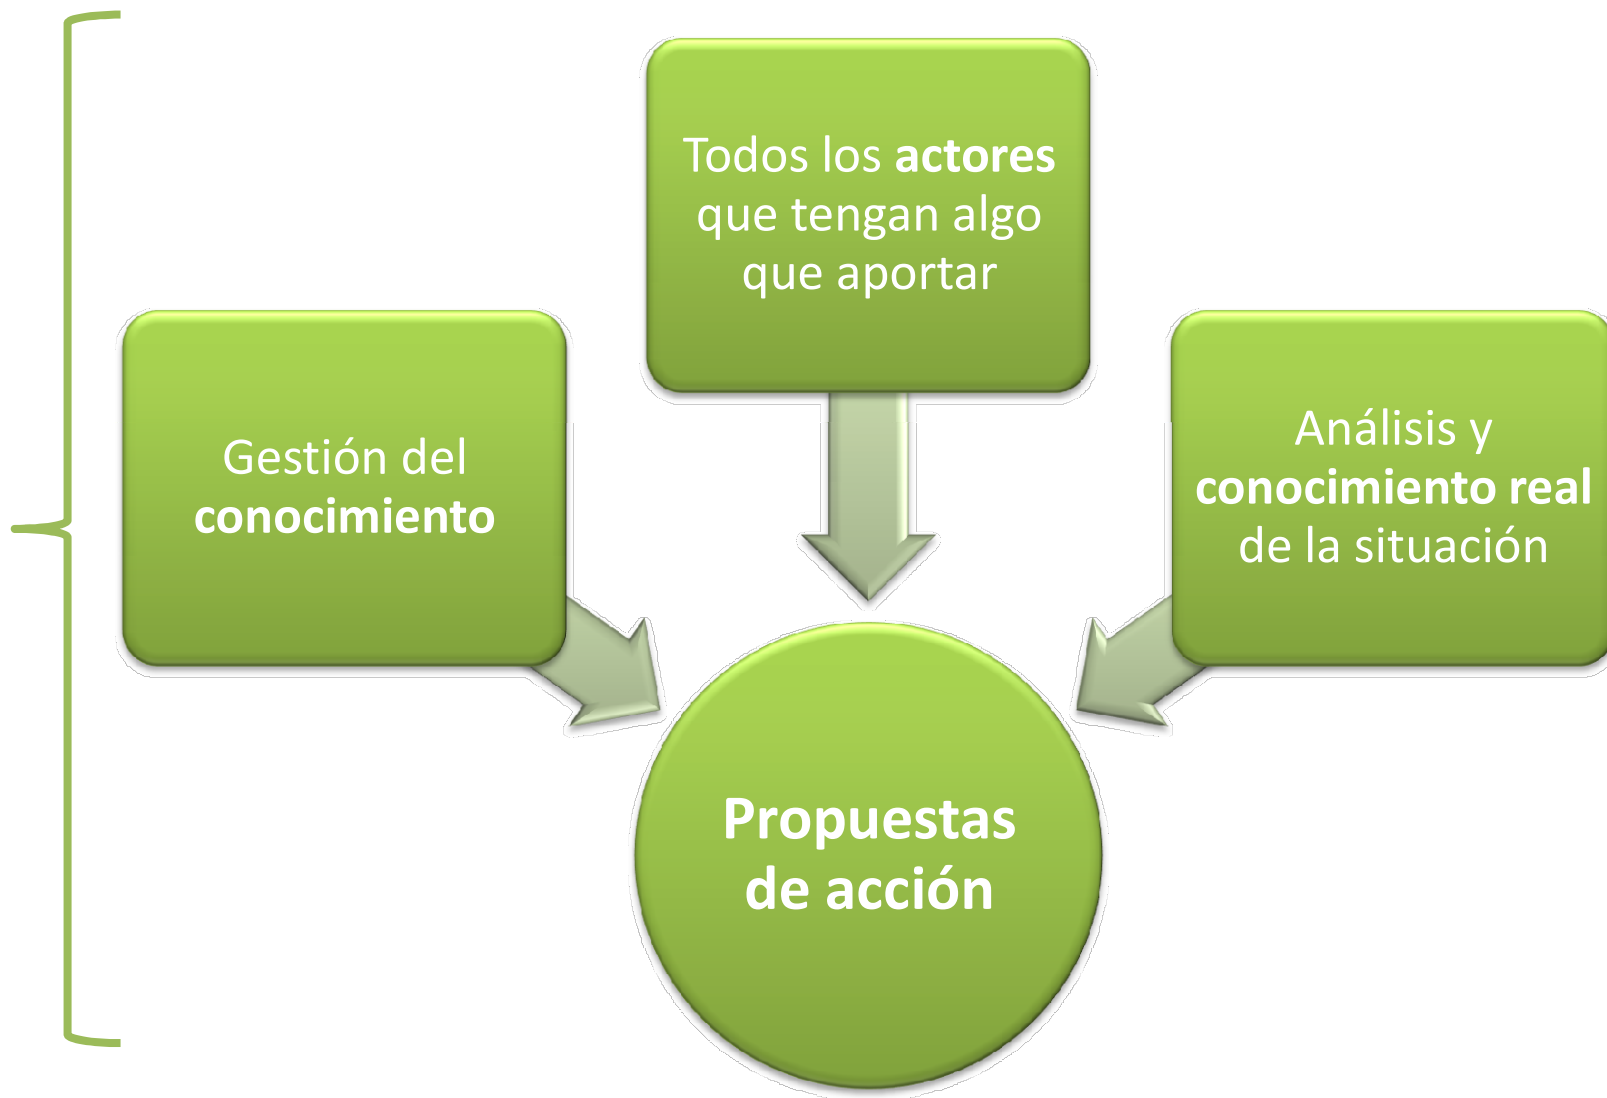 Todos los actores
que tengan algo
que aportar
Gestión del
conocimiento
Análisis y
conocimiento real
de la situación
Propuestas
de acción